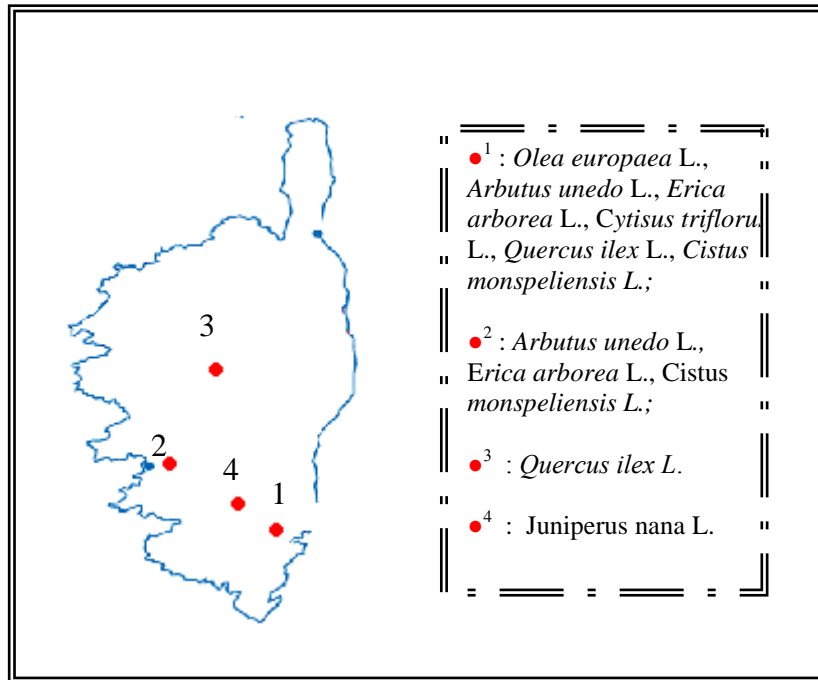 3
2
4
1
●¹ : Olea europaea L.,
Arbutus unedo L., Erica
arborea L., Cytisus triflorus
L., Quercus ilex L., Cistus
monspeliensis L.;
●² : Arbutus unedo L.,
Erica arborea L., Cistus
monspeliensis L.;
●³ : Quercus ilex L.
●⁴ : Juniperus nana L.